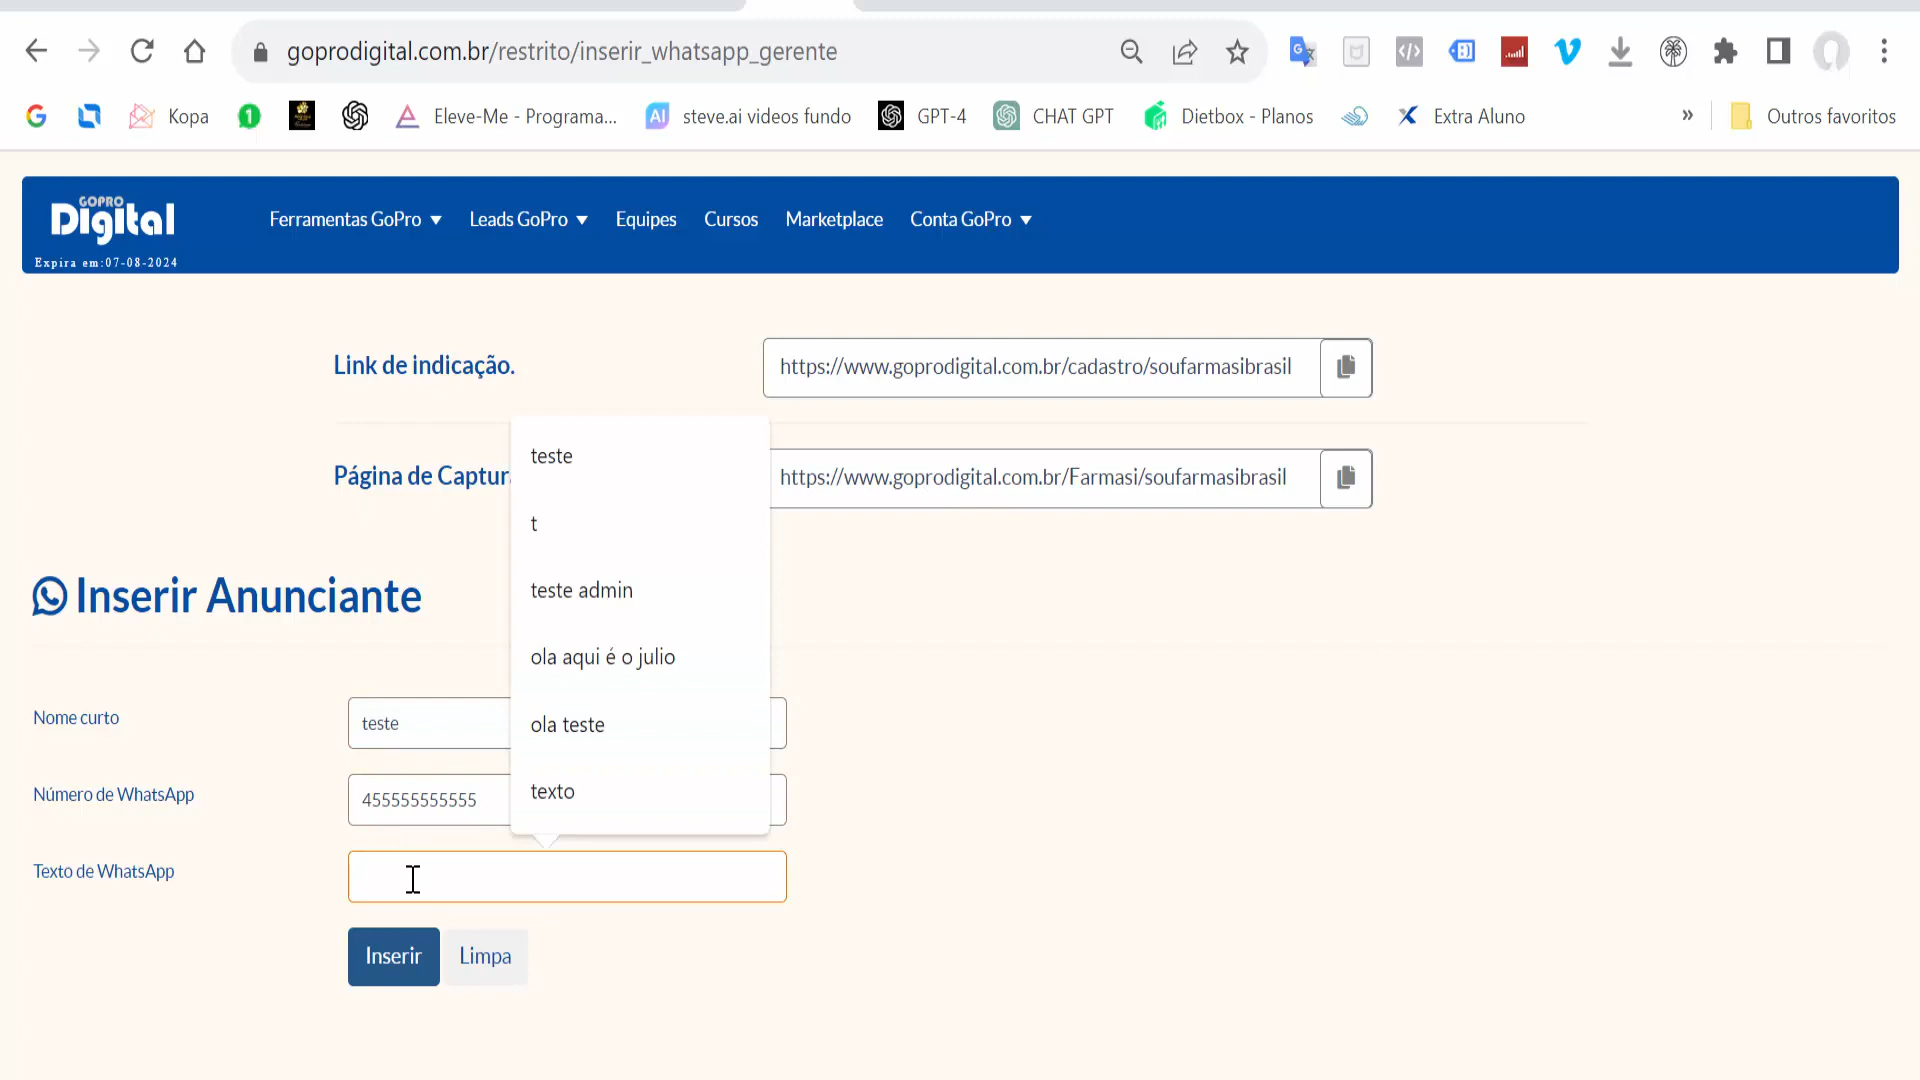 goprodigital.com.br/restrito/inserir_whatsapp_gerente
Kopa
1
Eleve-Me - Programa...
AI
steve.ai videos fundo
GPT-4
CHAT GPT
Dietbox - Planos
Extra Aluno
»
Outros favoritos
GOPRO
Digital
Expira em:07-08-2024
Ferramentas GoPro
Leads GoPro
Equipes
Cursos
Marketplace
Conta GoPro
Link de indicação.
https://www.goprodigital.com.br/cadastro/soufarmasibrasil
Página de Captur
https://www.goprodigital.com.br/Farmasi/soufarmasibrasil
teste
t
teste admin
ola aqui é o julio
ola teste
texto
Inserir Anunciante
Nome curto
teste
Número de WhatsApp
455555555555
Texto de WhatsApp
Inserir
Limpa